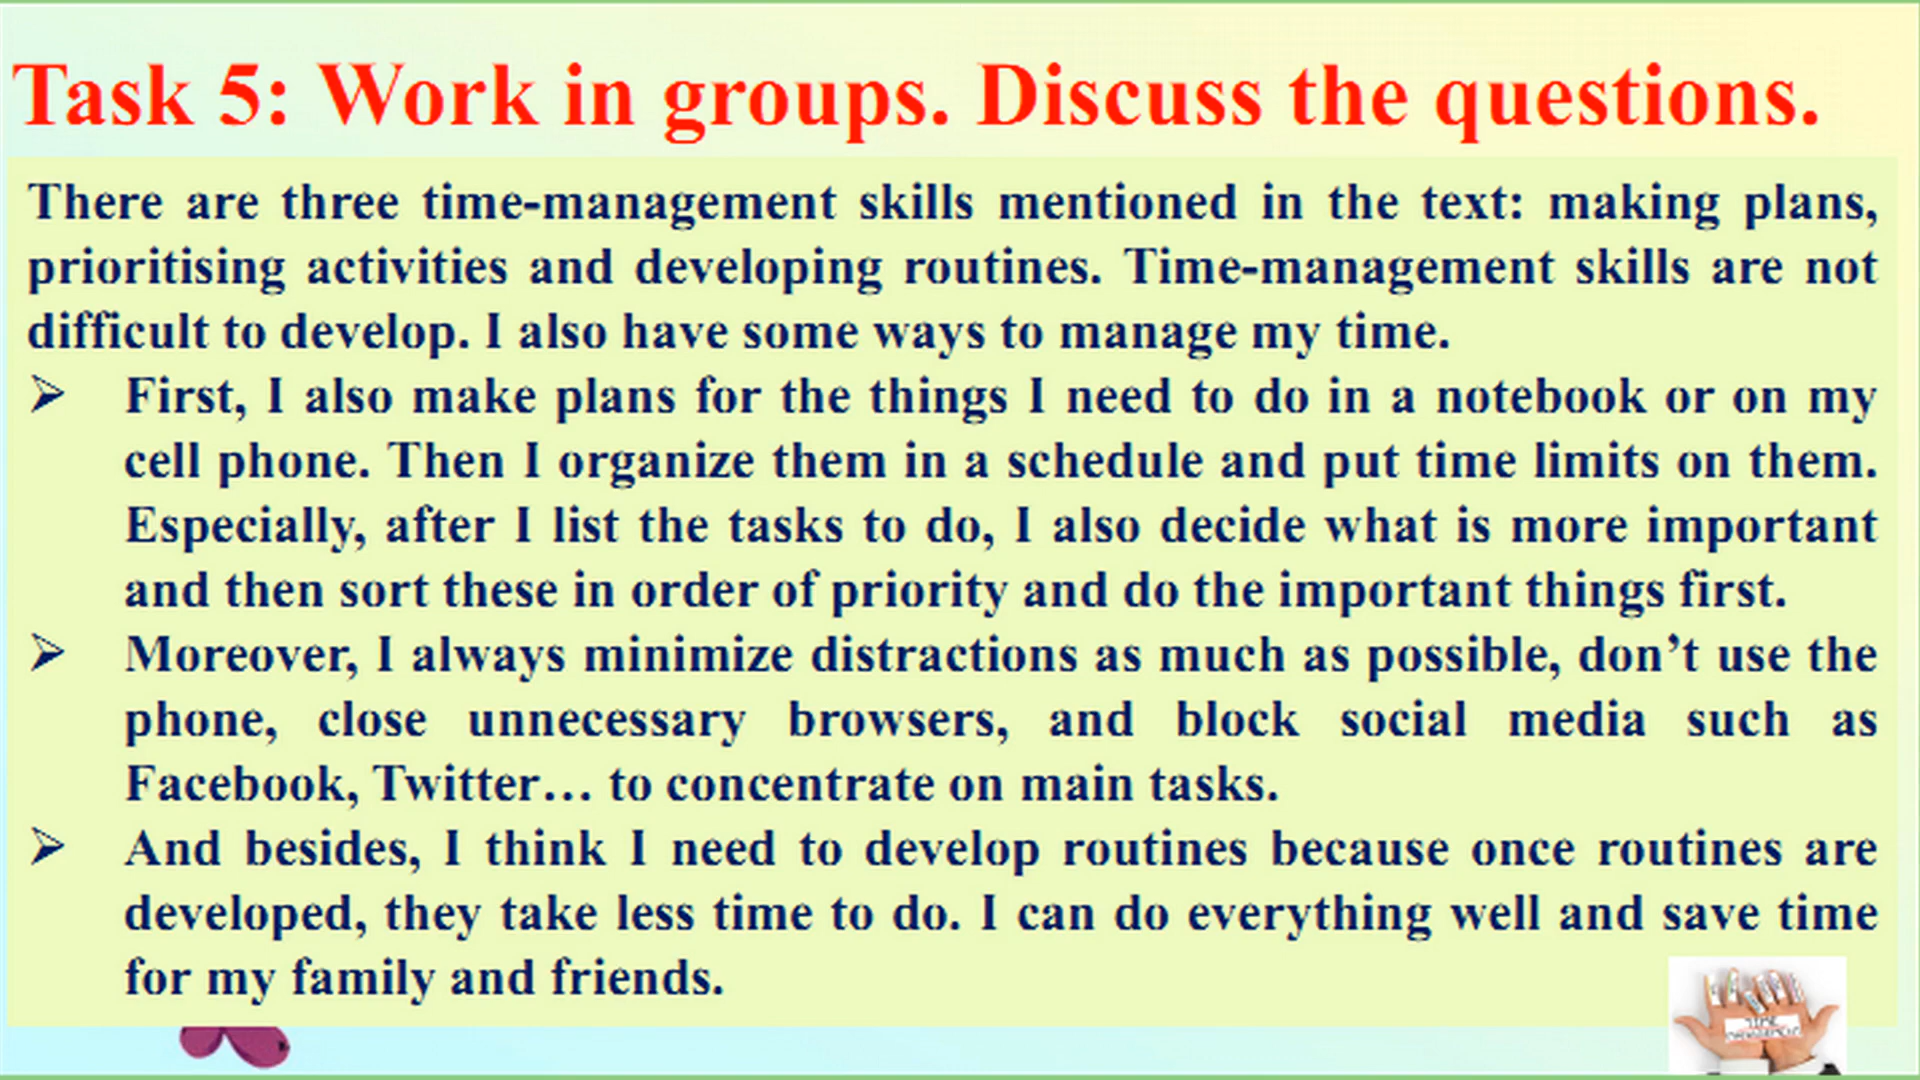 Task 5: Work in groups. Discuss the questions.
There are three time-management skills mentioned in the text: making plans,
prioritising activities and developing routines. Time-management skills are not
difficult to develop. I also have some ways to manage my time.
➢ First, I also make plans for the things I need to do in a notebook or on my
cell phone. Then I organize them in a schedule and put time limits on them.
Especially, after I list the tasks to do, I also decide what is more important
and then sort these in order of priority and do the important things first.
➢ Moreover, I always minimize distractions as much as possible, don’t use the
phone, close unnecessary browsers, and block social media such as
Facebook, Twitter… to concentrate on main tasks.
➢ And besides, I think I need to develop routines because once routines are
developed, they take less time to do. I can do everything well and save time
for my family and friends.